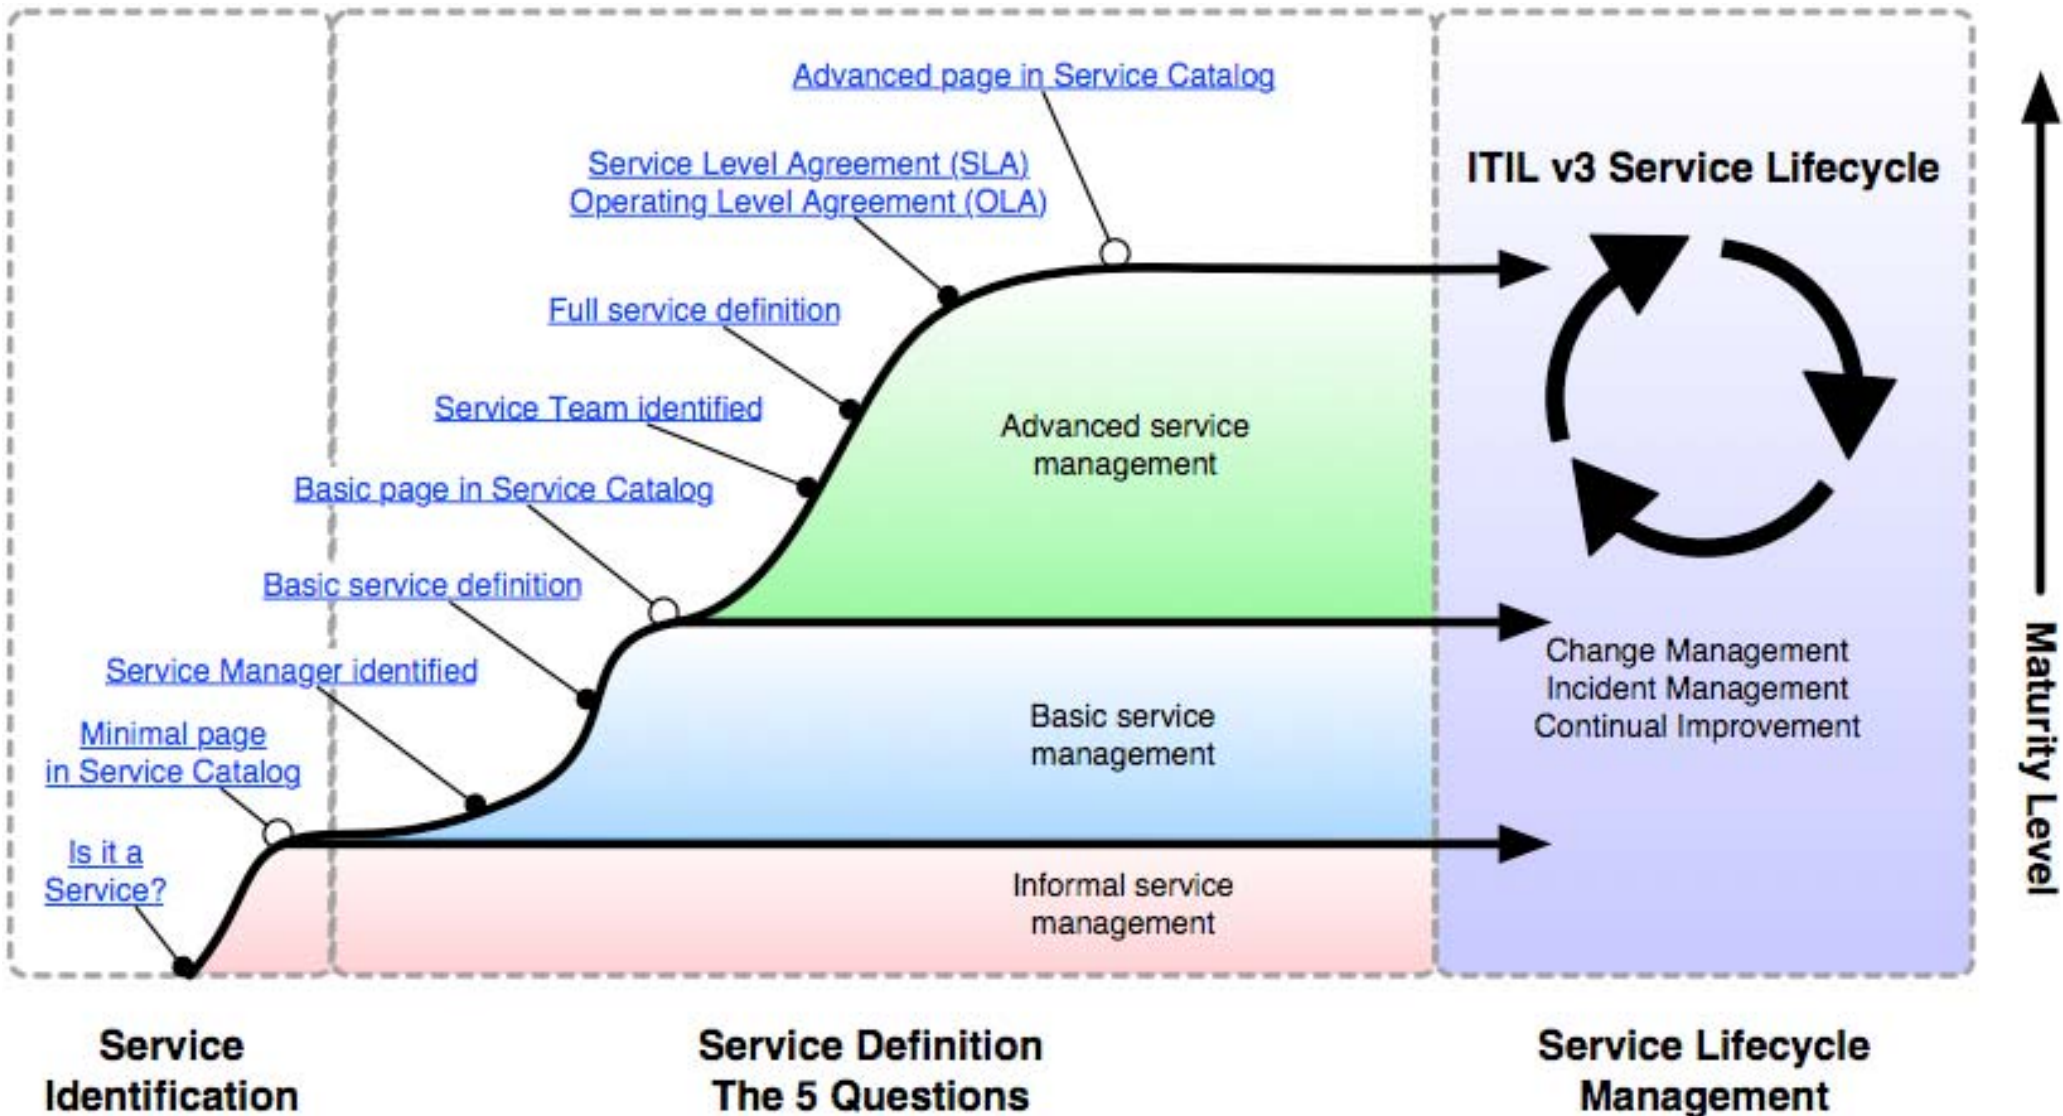 Advanced page in Service Catalog
Service Level Agreement (SLA)
Operating Level Agreement (OLA)
Full service definition
Service Team identified
Basic page in Service Catalog
Basic service definition
Service Manager identified
Minimal page
in Service Catalog
Is it a
Service?
Advanced service
management
Basic service
management
Informal service
management
ITIL v3 Service Lifecycle
Change Management
Incident Management
Continual Improvement
Maturity Level
Service
Identification
Service Definition
The 5 Questions
Service Lifecycle
Management